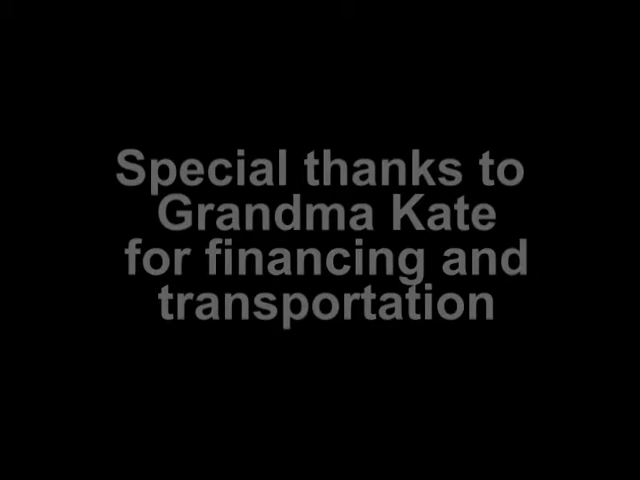 Special thanks to
Grandma Kate
for financing and
transportation